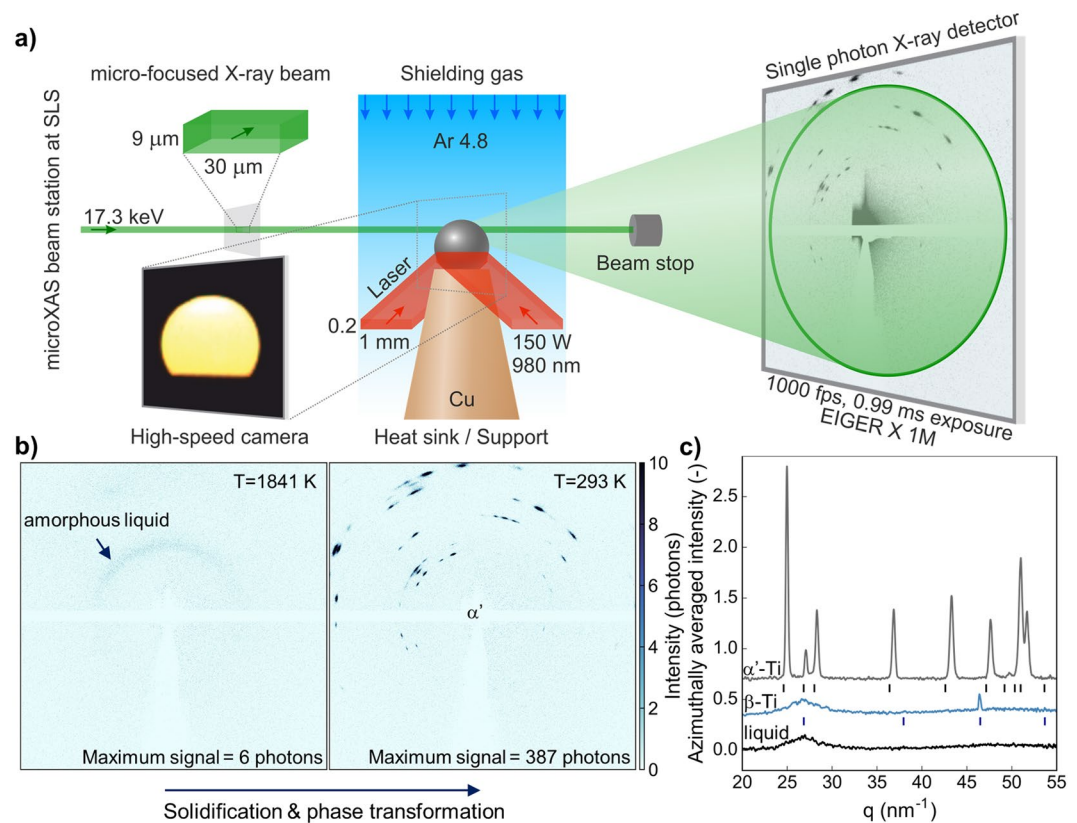 a)
microXAS beam station at SLS
micro-focused X-ray beam
9 μm
30 μm
17.3 keV
High-speed camera
Shielding gas
Ar 4.8
Laser
0.2
1 mm
150 W
980 nm
Cu
Heat sink / Support
Beam stop
Single photon X-ray detector
1000 fps, 0.99 ms exposure
EIGER X 1M
b)
T=1841 K
amorphous liquid
Maximum signal = 6 photons
T=293 K
α'
Maximum signal = 387 photons
10
8
6
4
2
0
Intensity (photons)
Solidification & phase transformation
c)
Azimuthally averaged intensity (-)
2.5
2.0
1.5
1.0
0.5
0.0
α'-Ti
β-Ti
liquid
20 25 30 35 40 45 50 55
q (nm⁻¹)